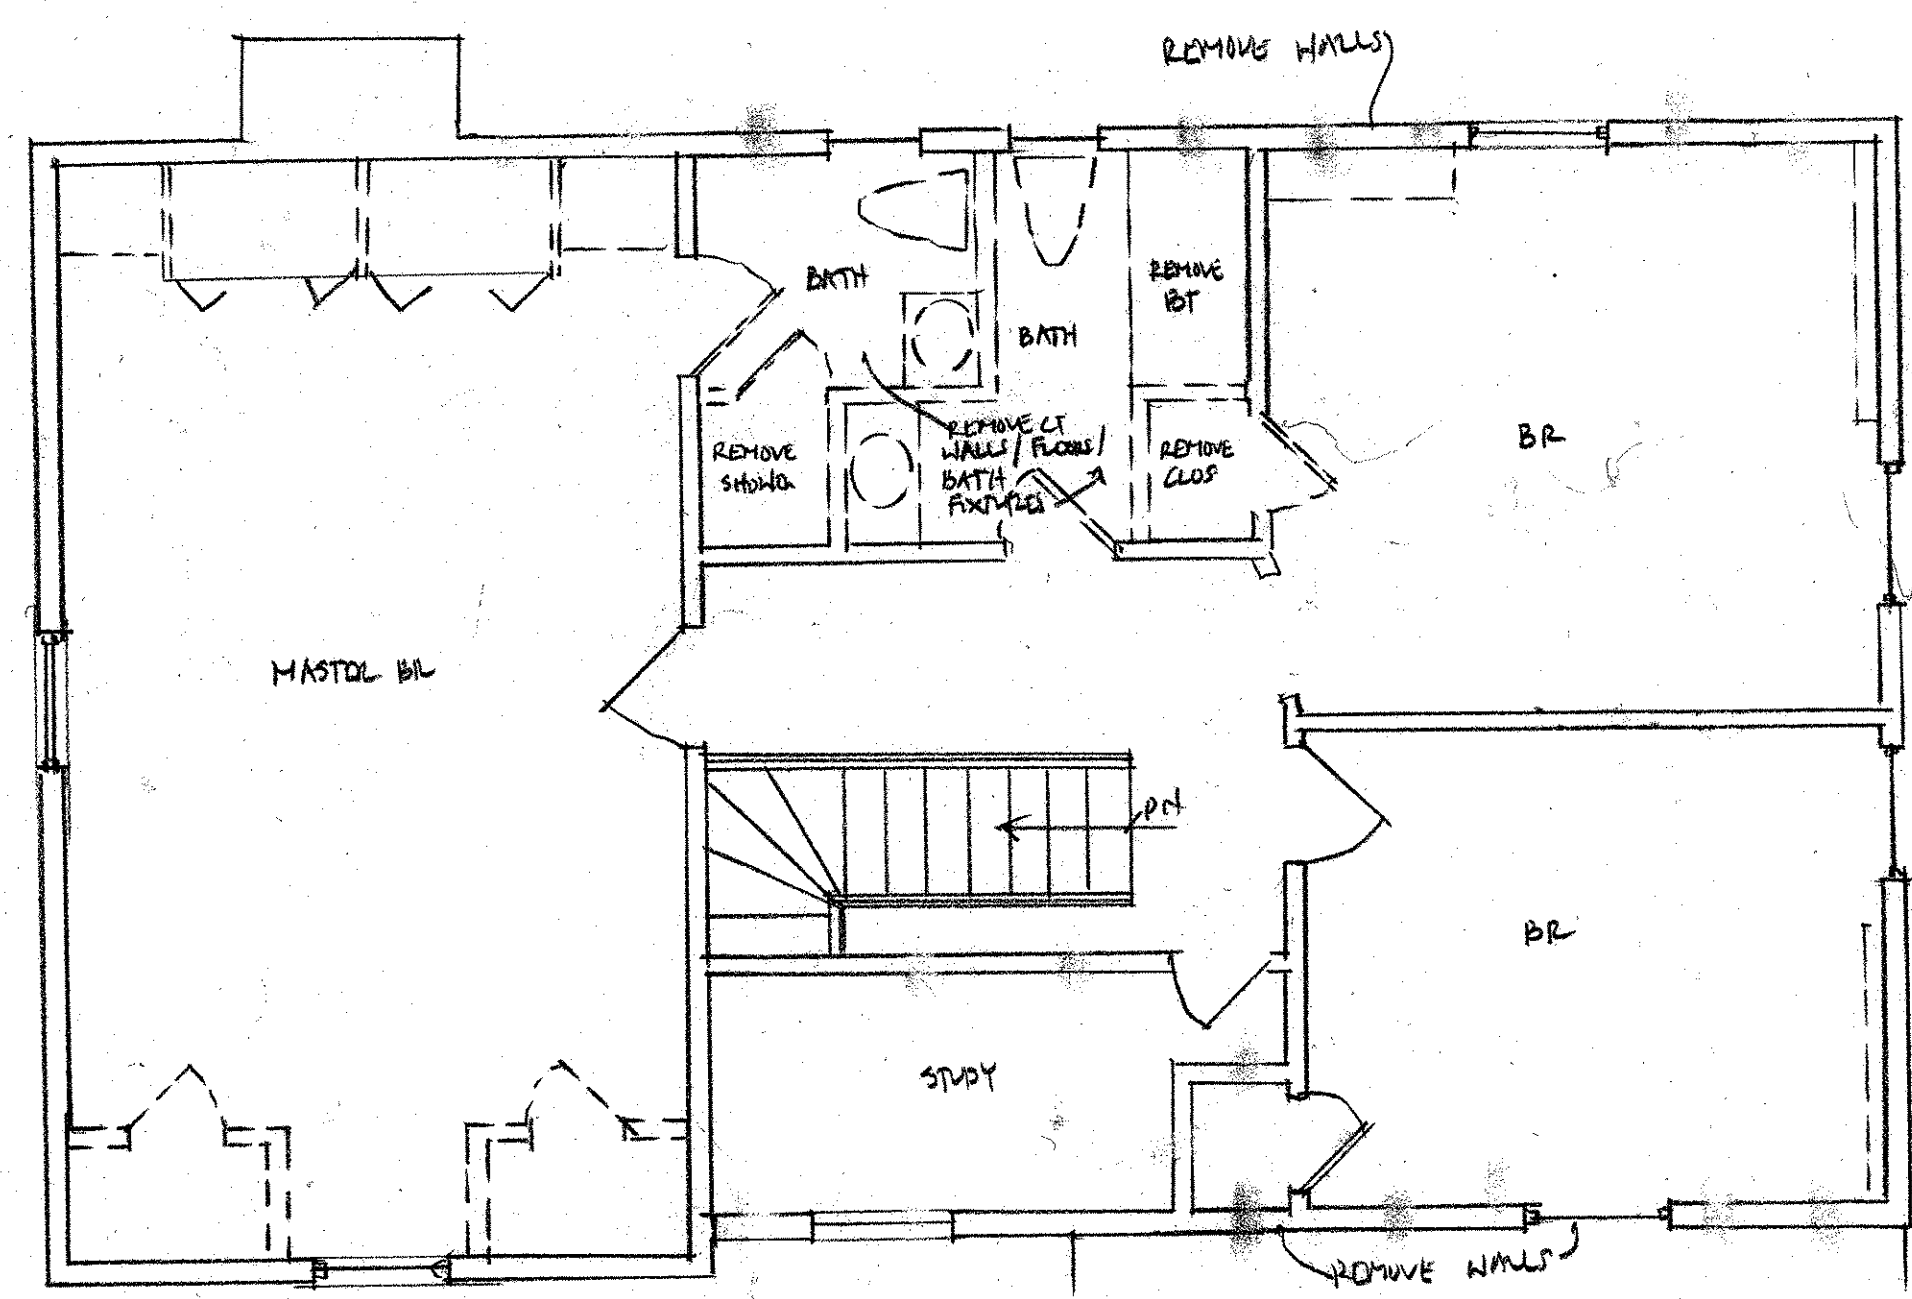 REMOVE WALLS
BATH
REMOVE
BT
BATH
REMOVE CT
WALLS / FLOORS /
BATH
FIXTURES
REMOVE
SHOWER
REMOVE
CLOS
BR
MASTER BR
DN
BR
STUDY
REMOVE WALLS